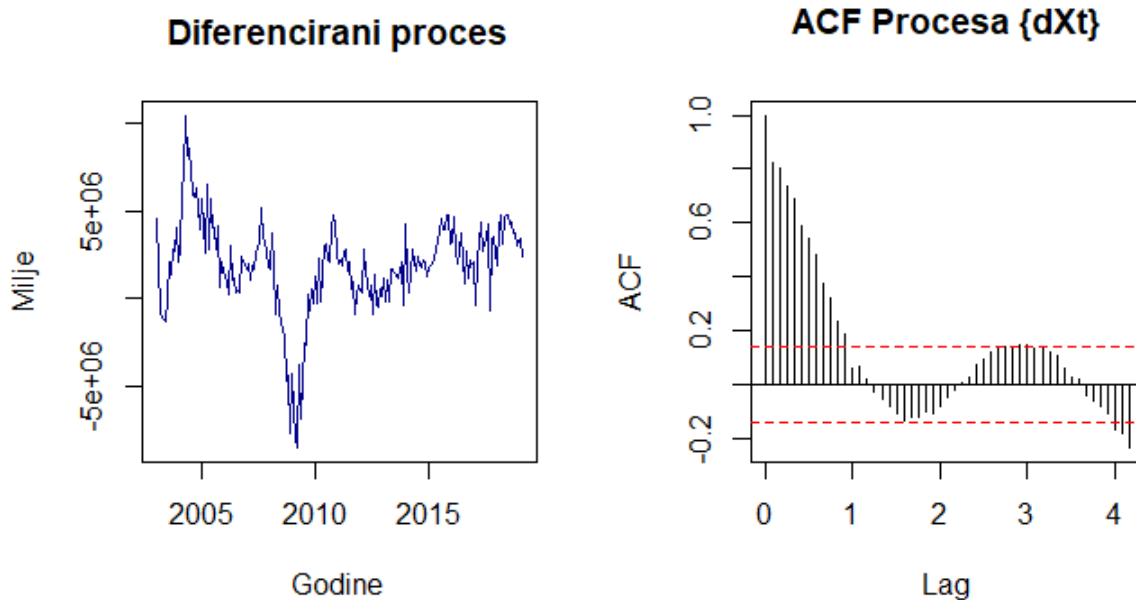 Diferencirani proces
Milje
5e+06
-5e+06
2005 2010 2015
Godine
ACF Procesa {dXt}
ACF
1.0
0.6
0.2
-0.2
0 1 2 3 4
Lag